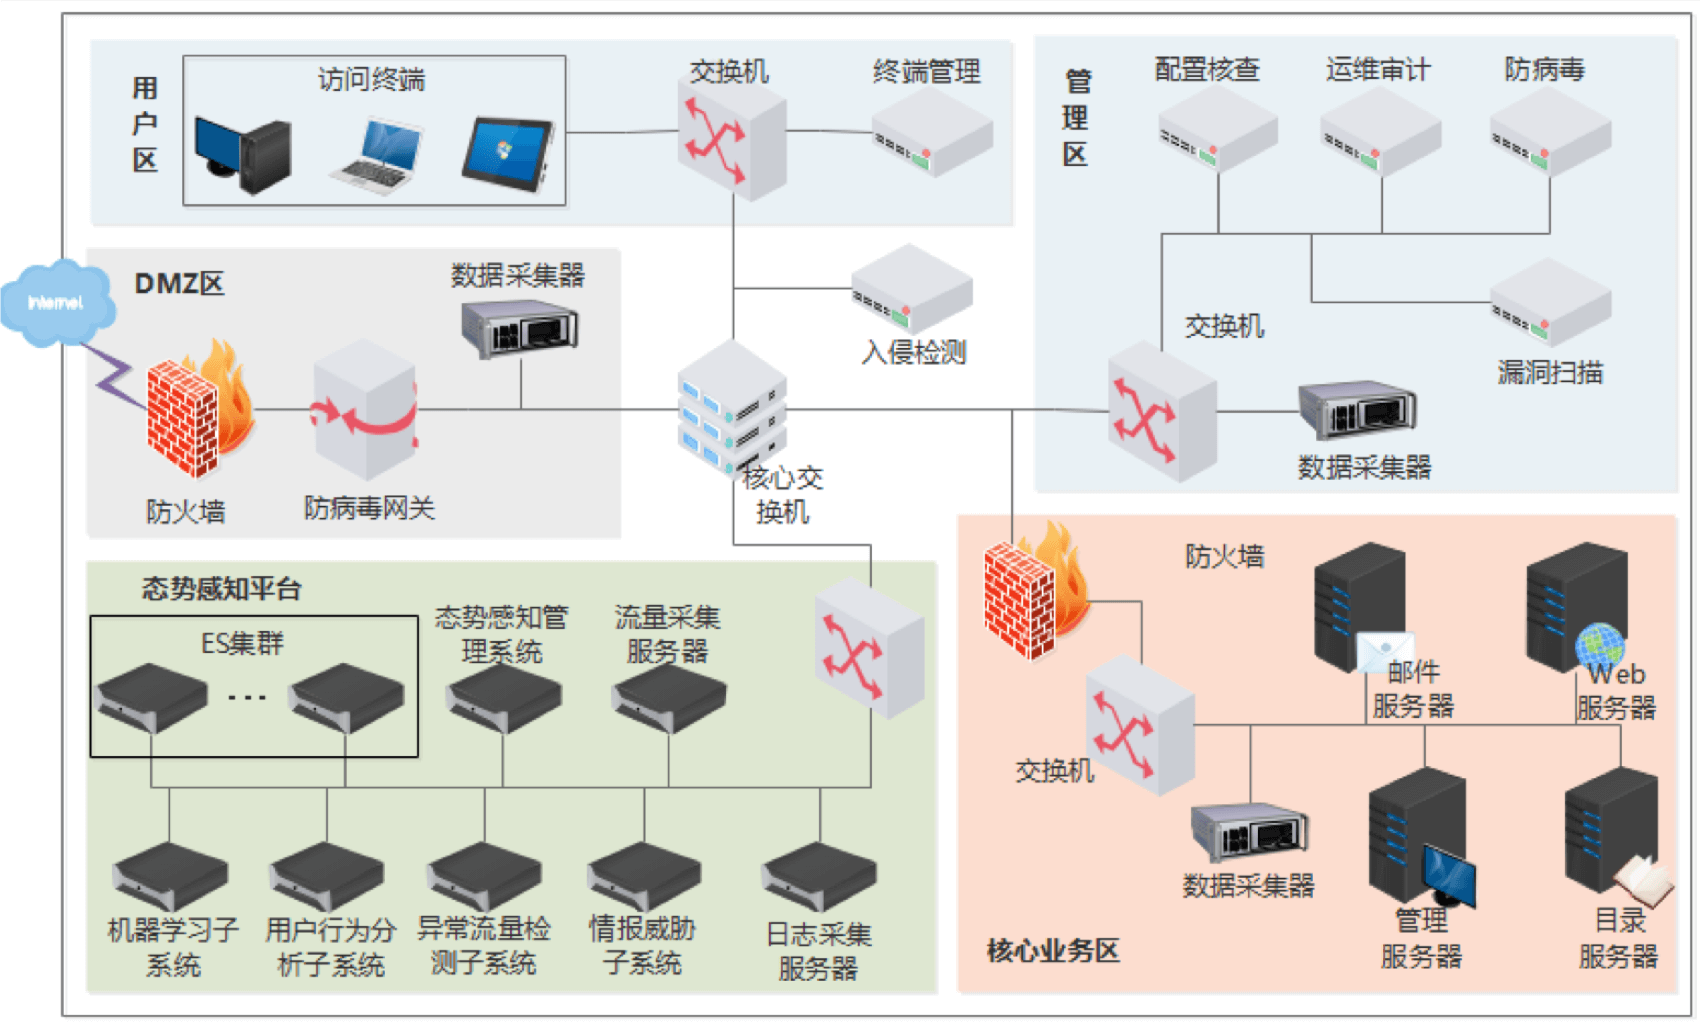 用
户
区
访问终端
交换机
终端管理
管
理
区
配置核查
运维审计
防病毒
Internet
DMZ区
数据采集器
防火墙
防病毒网关
入侵检测
核心交
换机
交换机
漏洞扫描
数据采集器
态势感知平台
ES集群
...
态势感知管
理系统
流量采集
服务器
机器学习子
系统
用户行为分
析子系统
异常流量检
测子系统
情报威胁
子系统
日志采集
服务器
防火墙
邮件
服务器
Web
服务器
交换机
数据采集器
管理
服务器
目录
服务器
核心业务区